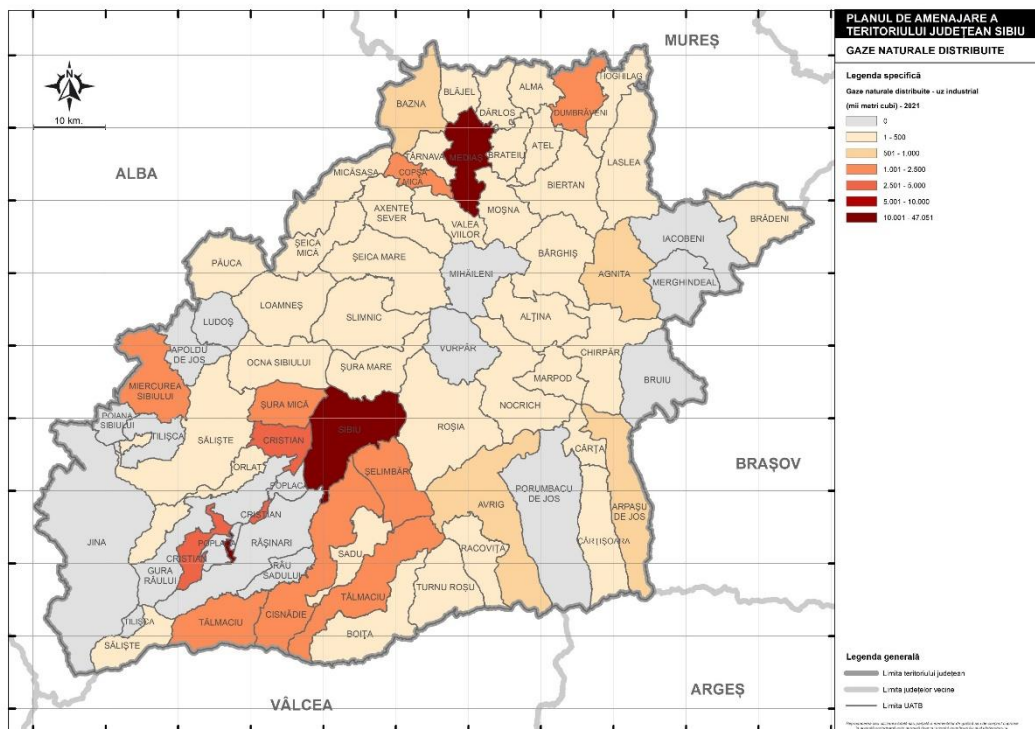 PLANUL DE AMENAJARE A
TERITORIULUI JUDEȚEAN SIBIU
GAZE NATURALE DISTRIBUITE
Legenda specifică
Gaze naturale distribuite - uz industrial
(mii metri cubi) - 2021
0
1 - 500
501 - 1.000
1.001 - 2.500
2.501 - 5.000
5.001 - 10.000
10.001 - 47.051
N
10 km.
MUREȘ
ALBA
BRAȘOV
ARGEȘ
VÂLCEA
HOGHILAG
ALMA
BLĂJEL
BAZNA
DÂRLOS
DUMBRĂVENI
TÂRNAVA
MEDIAȘ
BRATEIU
AȚEL
LASLEA
MICĂSASA
COPȘA
MICĂ
BIERTAN
AXENTE
SEVER
MOȘNA
VALEA
VIILOR
BRĂDENI
IACOBENI
ȘEICA
MICĂ
ȘEICA MARE
BÂRGHIȘ
PĂUCA
MIHĂILENI
AGNITA
MERGHINDEAL
LOAMNEȘ
LUDOȘ
SLIMNIC
ALȚINA
APOLDU
DE JOS
VURPĂR
CHIRPĂR
OCNA SIBIULUI
ȘURA MARE
MARPOD
BRUIU
MIERCUREA
SIBIULUI
ȘURA MICĂ
NOCRICH
POIANA
SIBIULUI
TILIȘCA
SĂLIȘTE
CRISTIAN
SIBIU
ROȘIA
CÂRȚA
ORLAT
ȘELIMBĂR
POPLACA
PORUMBACU
DE JOS
AVRIG
ARPAȘU
DE JOS
CRISTIAN
JINA
POPLACA
RĂȘINARI
CÂRȚIȘOARA
CRISTIAN
SADU
RACOVIȚA
GURA
RÂULUI
RÂU
SADULUI
TURNU ROȘU
TĂLMACIU
TILIȘCA
TĂLMACIU
CISNĂDIE
BOIȚA
SĂLIȘTE
Legenda generală
Limita teritoriului județean
Limita județelor vecine
Limita UATB